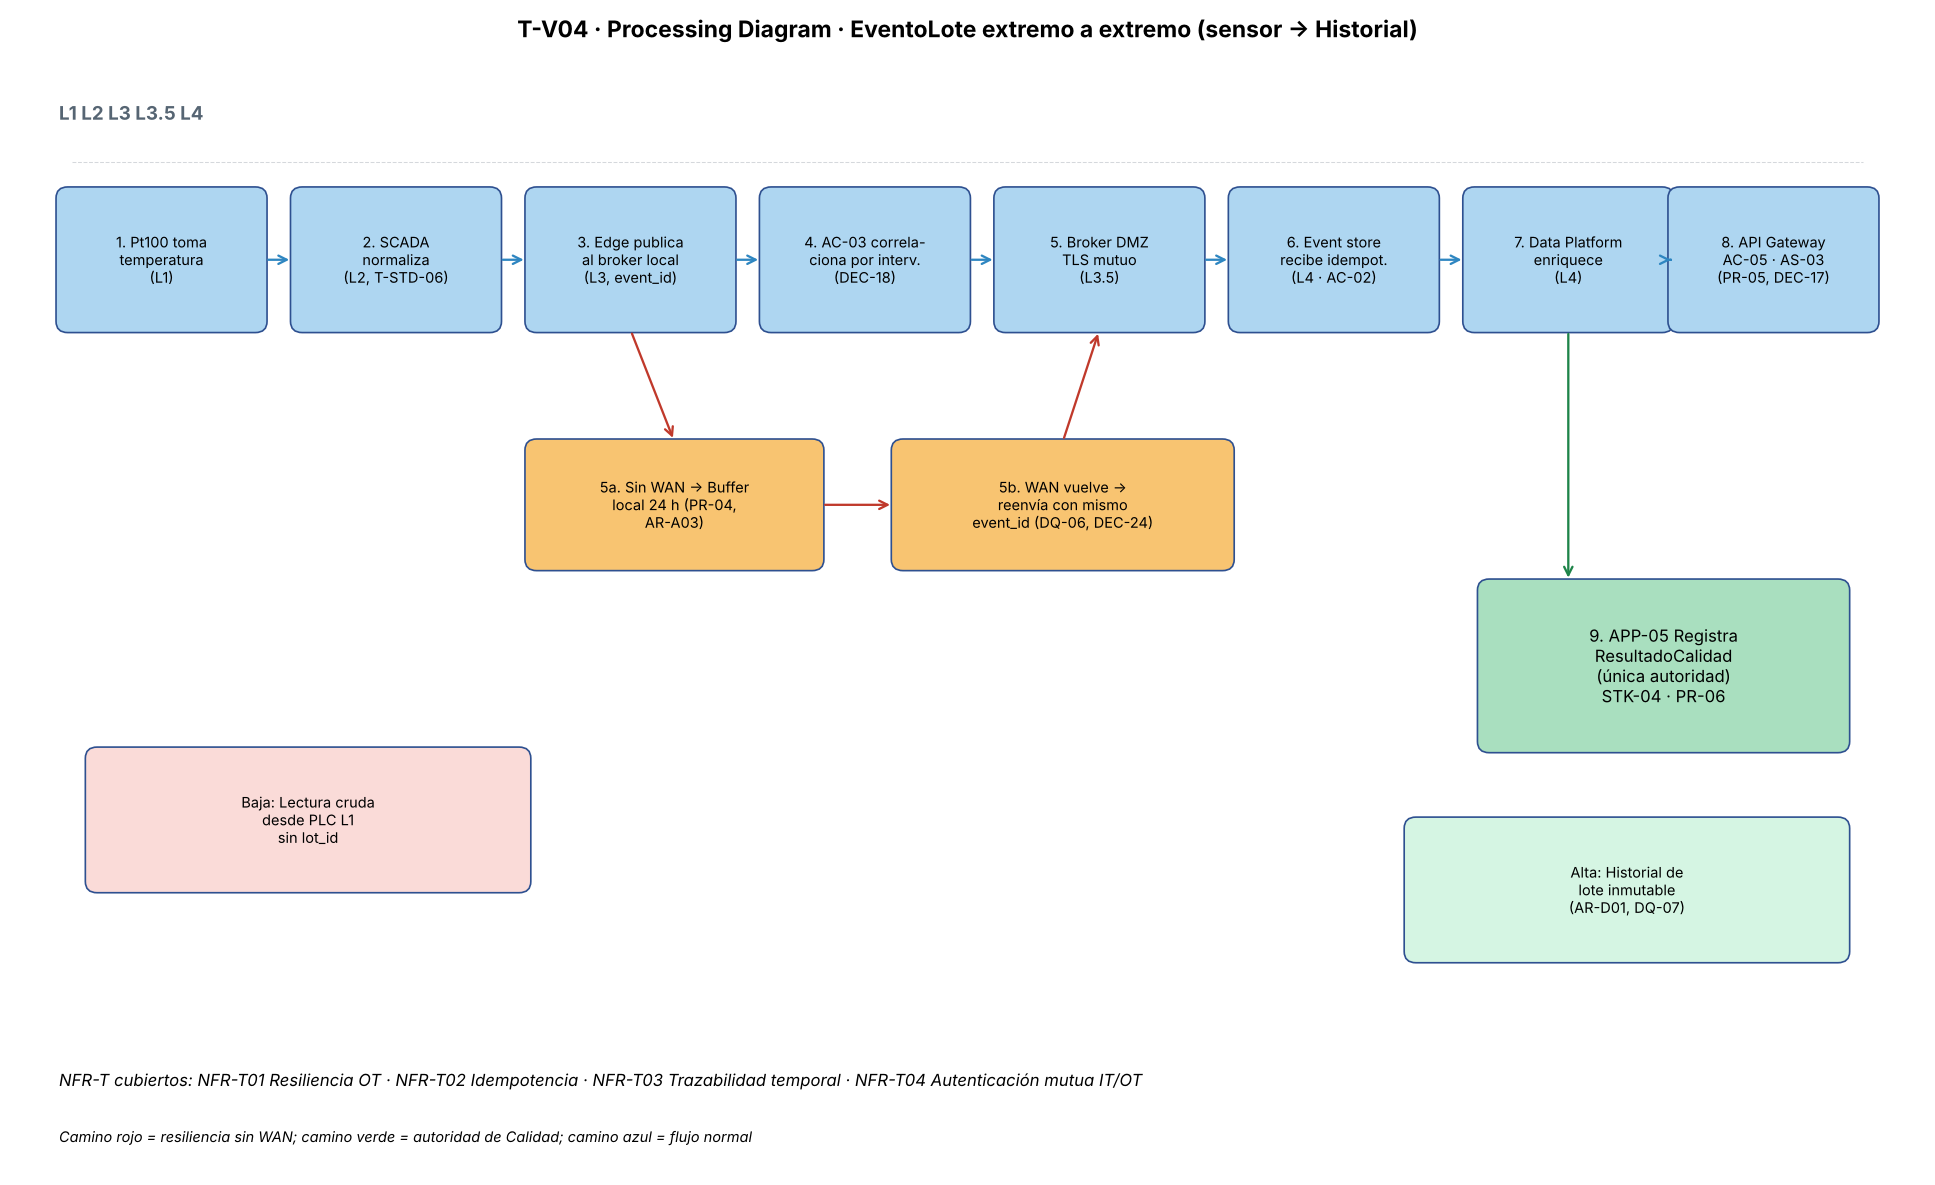 T-V04 · Processing Diagram · EventoLote extremo a extremo (sensor → Historial)
L1 L2 L3 L3.5 L4
1. Pt100 toma
temperatura
(L1)
2. SCADA
normaliza
(L2, T-STD-06)
3. Edge publica
al broker local
(L3, event_id)
4. AC-03 correla-
ciona por interv.
(DEC-18)
5. Broker DMZ
TLS mutuo
(L3.5)
6. Event store
recibe idempot.
(L4 · AC-02)
7. Data Platform
enriquece
(L4)
8. API Gateway
AC-05 · AS-03
(PR-05, DEC-17)
5a. Sin WAN → Buffer
local 24 h (PR-04,
AR-A03)
5b. WAN vuelve →
reenvía con mismo
event_id (DQ-06, DEC-24)
9. APP-05 Registra
ResultadoCalidad
(única autoridad)
STK-04 · PR-06
Baja: Lectura cruda
desde PLC L1
sin lot_id
Alta: Historial de
lote inmutable
(AR-D01, DQ-07)
NFR-T cubiertos: NFR-T01 Resiliencia OT · NFR-T02 Idempotencia · NFR-T03 Trazabilidad temporal · NFR-T04 Autenticación mutua IT/OT
Camino rojo = resiliencia sin WAN; camino verde = autoridad de Calidad; camino azul = flujo normal